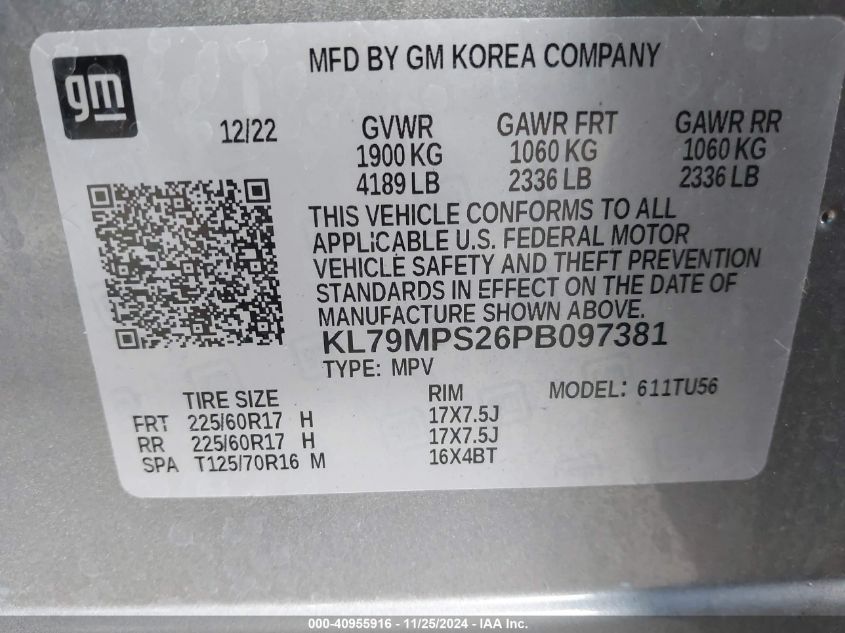 MFD BY GM KOREA COMPANY
gm
12/22 GVWR GAWR FRT GAWR RR
1900 KG 1060 KG 1060 KG
4189 LB 2336 LB 2336 LB
THIS VEHICLE CONFORMS TO ALL
APPLICABLE U.S. FEDERAL MOTOR
VEHICLE SAFETY AND THEFT PREVENTION
STANDARDS IN EFFECT ON THE DATE OF
MANUFACTURE SHOWN ABOVE.
KL79MPS26PB097381
TYPE: MPV
TIRE SIZE RIM MODEL: 611TU56
FRT 225/60R17 H 17X7.5J
RR 225/60R17 H 17X7.5J
SPA T125/70R16 M 16X4BT
000-40955916 - 11/25/2024 - IAA Inc.